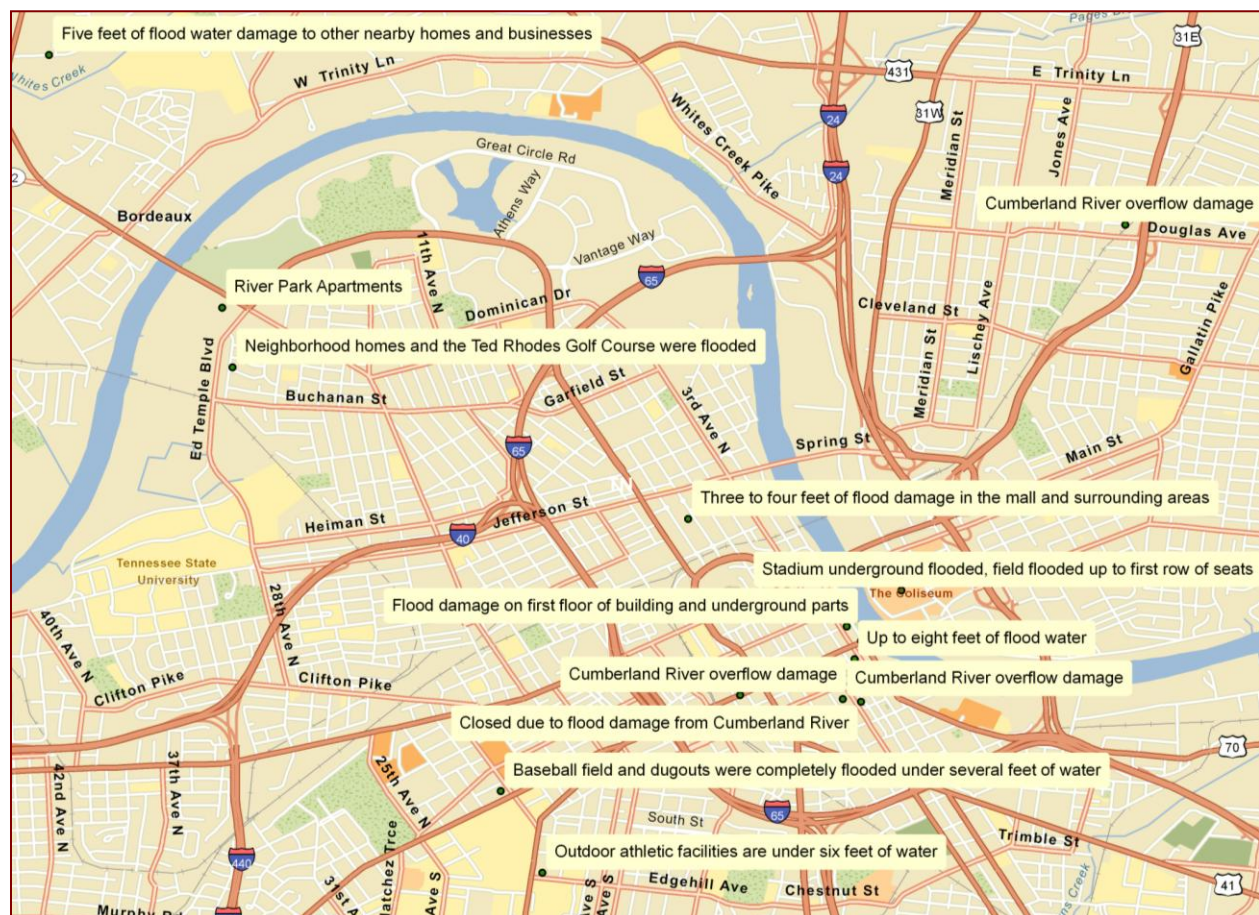 Five feet of flood water damage to other nearby homes and businesses
Whites Creek
W Trinity Ln
Pages
31E
431
E Trinity Ln
24
31W
Whites Creek Pike
Meridian St
Jones Ave
Great Circle Rd
24
2
Athens Way
Cumberland River overflow damage
Bordeaux
11th Ave N
Vantage Way
Douglas Ave
65
River Park Apartments
Dominican Dr
Cleveland St
Lischey Ave
Gallatin Pike
Neighborhood homes and the Ted Rhodes Golf Course were flooded
Ed Temple Blvd
Buchanan St
Garfield St
3rd Ave N
Meridian St
65
Spring St
Main St
Three to four feet of flood damage in the mall and surrounding areas
Heiman St
Jefferson St
40
Tennessee State
University
Stadium underground flooded, field flooded up to first row of seats
The Coliseum
28th Ave N
Flood damage on first floor of building and underground parts
40th Ave N
Up to eight feet of flood water
Clifton Pike
Clifton Pike
Cumberland River overflow damage
Cumberland River overflow damage
Closed due to flood damage from Cumberland River
70
42nd Ave N
37th Ave N
25th Ave N
Baseball field and dugouts were completely flooded under several feet of water
65
South St
Trimble St
440
Natchez Trce
Outdoor athletic facilities are under six feet of water
Edgehill Ave
Chestnut St
41
31st A
Ave S
Ave S
Creek
Murphy